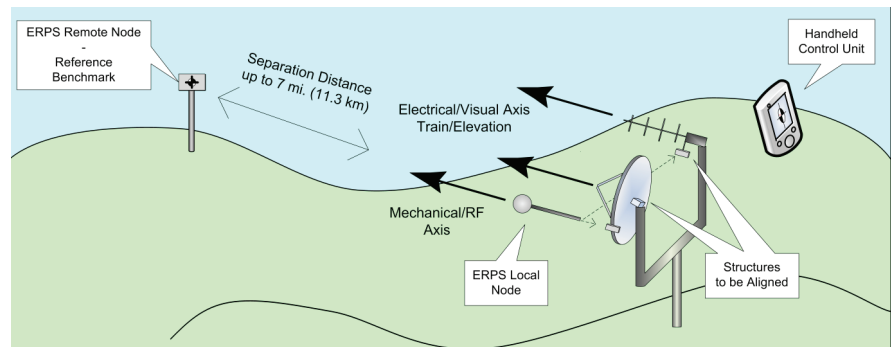 ERPS Remote Node
-
Reference
Benchmark
Separation Distance
up to 7 mi. (11.3 km)
Handheld
Control Unit
Electrical/Visual Axis
Train/Elevation
Mechanical/RF
Axis
ERPS Local
Node
Structures
to be Aligned